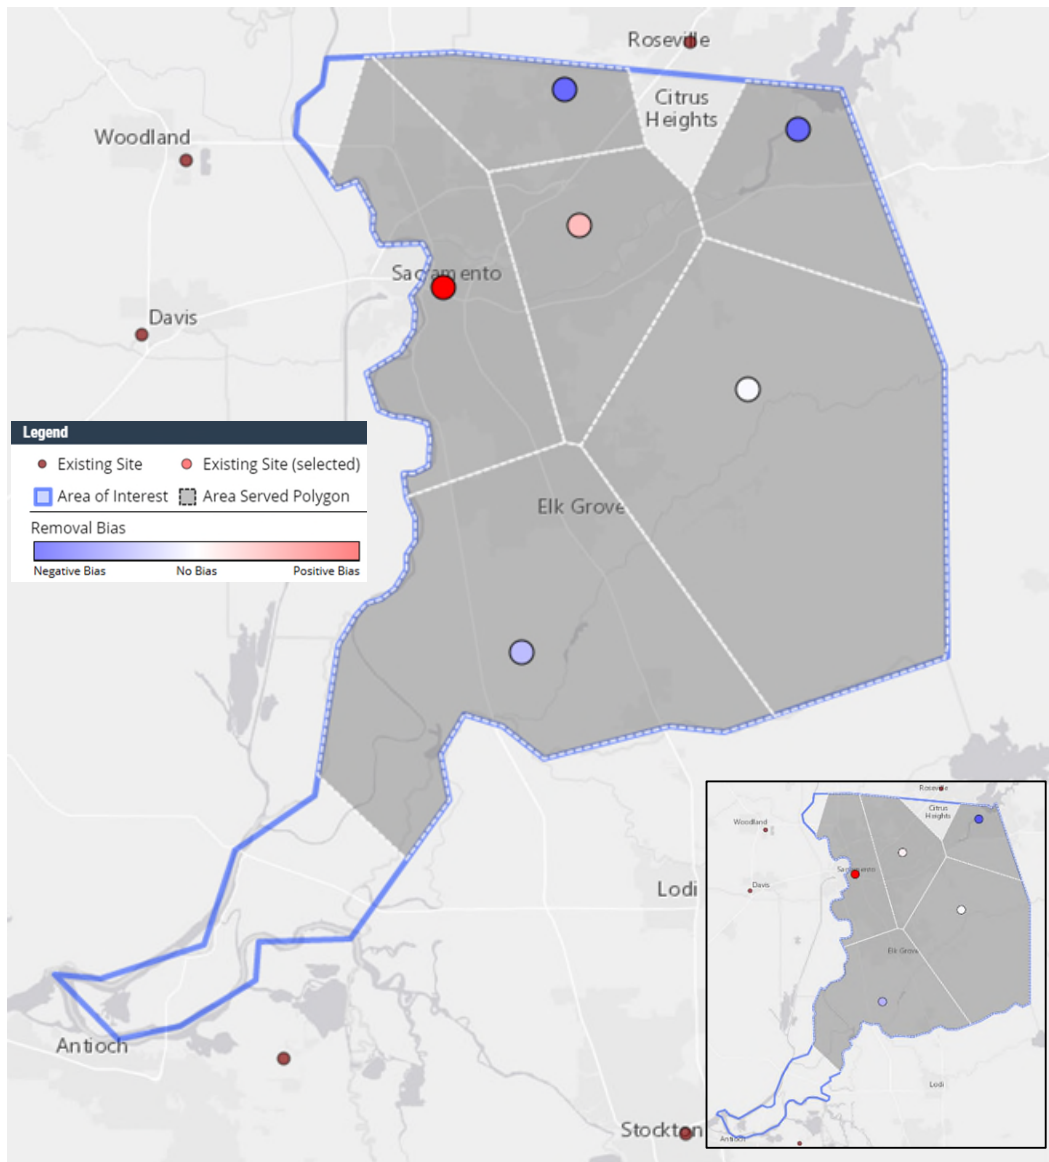 Roseville
Citrus
Heights
Woodland
Sacramento
Davis
Legend
Existing Site
Existing Site (selected)
Area of Interest
Area Served Polygon
Removal Bias
Negative Bias
No Bias
Positive Bias
Elk Grove
Lodi
Antioch
Stockton
Roseville
Citrus
Heights
Woodland
Sacramento
Davis
Elk Grove
Lodi
Antioch